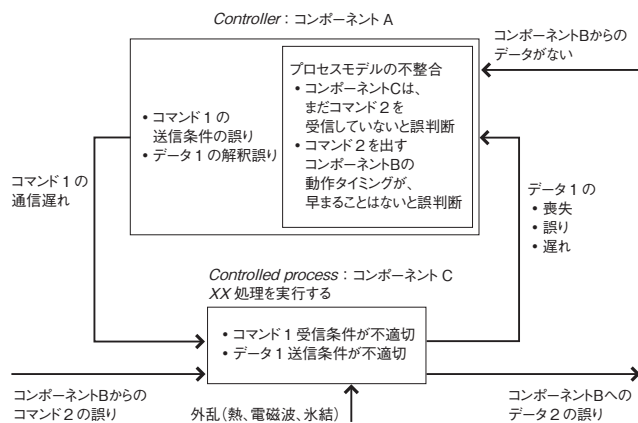 Controller：コンポーネント A
コンポーネントBからの
データがない
プロセスモデルの不整合
• コンポーネントCは、
まだコマンド2を
受信していないと誤判断
• コマンド2を出す
コンポーネントBの
動作タイミングが、
早まることはないと誤判断
• コマンド1の
送信条件の誤り
• データ1の解釈誤り
コマンド1の
通信遅れ
データ1の
• 喪失
• 誤り
• 遅れ
Controlled process：コンポーネント C
XX 処理を実行する
• コマンド1受信条件が不適切
• データ1送信条件が不適切
コンポーネントBからの
コマンド2の誤り
外乱（熱、電磁波、氷結）
コンポーネントBへの
データ2の誤り